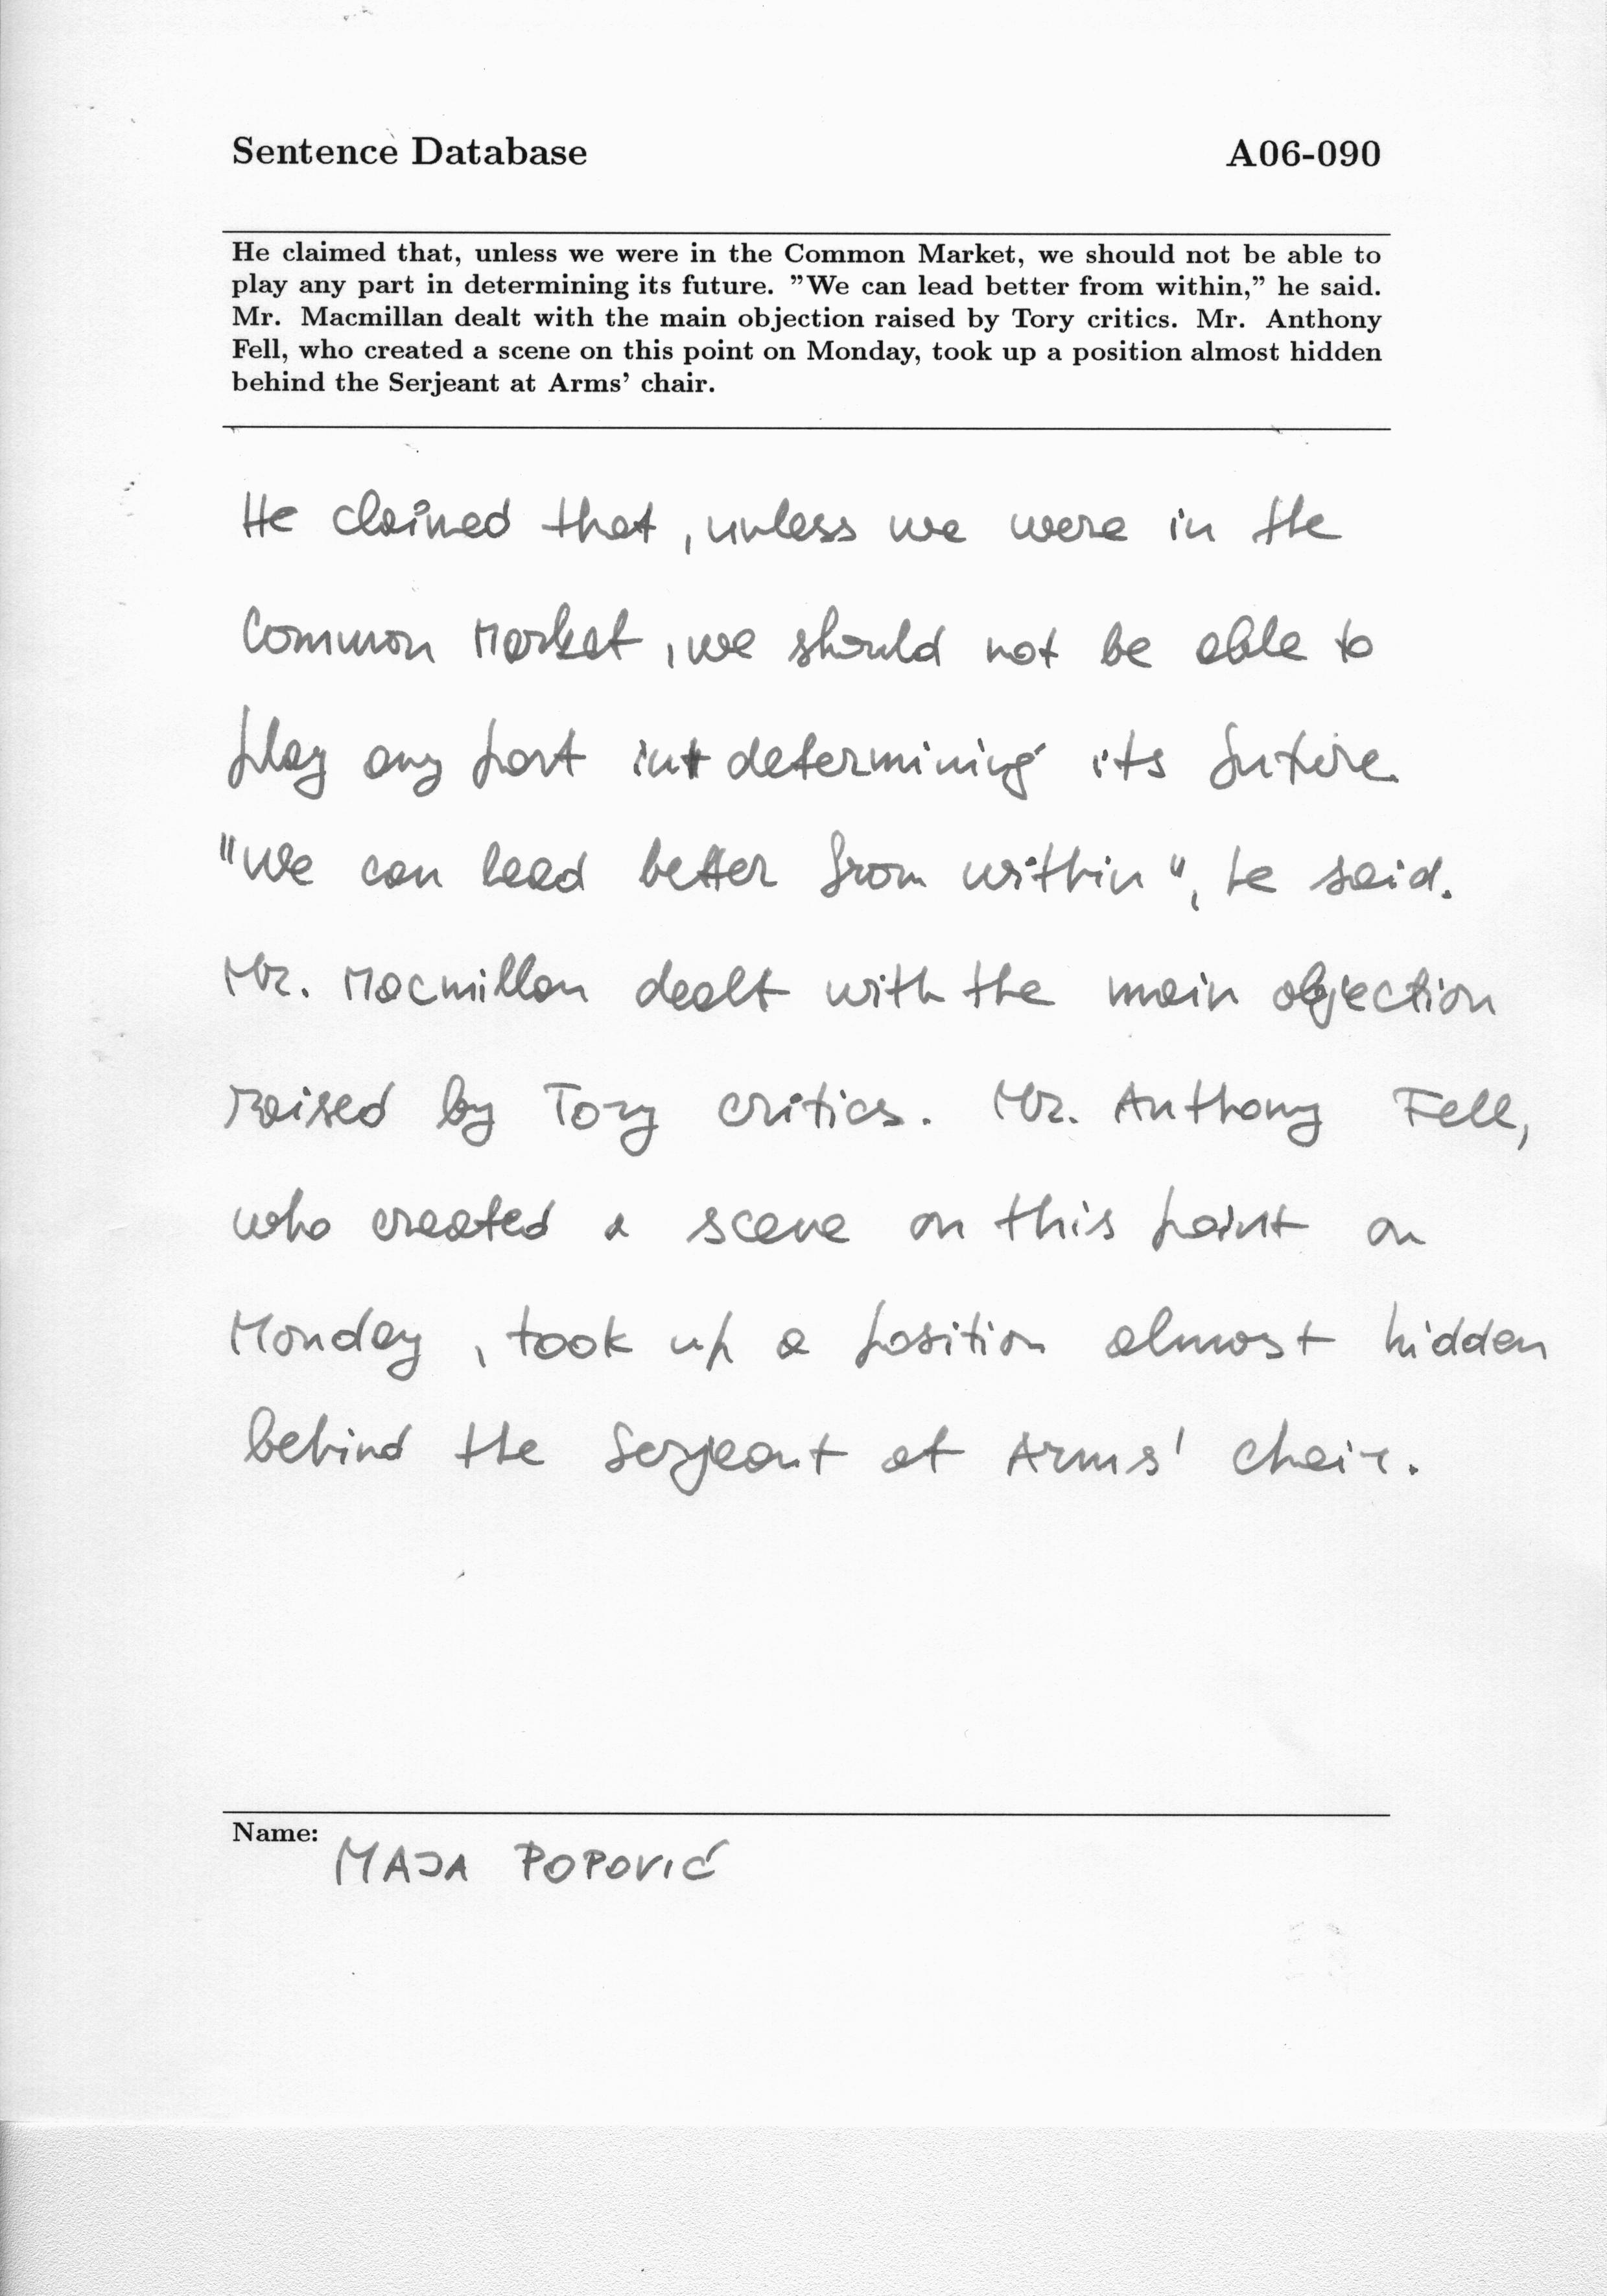 Sentence Database A06-090
He claimed that, unless we were in the Common Market, we should not be able to
play any part in determining its future. ”We can lead better from within,” he said.
Mr. Macmillan dealt with the main objection raised by Tory critics. Mr. Anthony
Fell, who created a scene on this point on Monday, took up a position almost hidden
behind the Serjeant at Arms’ chair.
He claimed that, unless we were in the
Common Market, we should not be able to
play any part in determining its future.
"We can lead better from within", he said.
Mr. Macmillan dealt with the main objection
raised by Tory critics. Mr. Anthony Fell,
who created a scene on this point on
Monday, took up a position almost hidden
behind the Serjeant at Arms' chair.
Name: MAJA POPOVIĆ